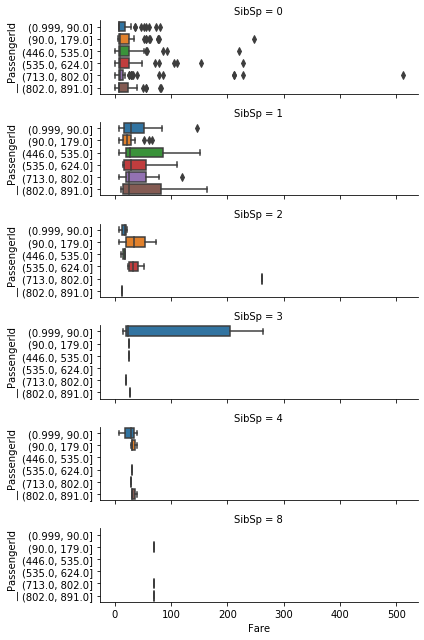 SibSp = 0
PassengerId
(0.999, 90.0]
(90.0, 179.0]
(446.0, 535.0]
(535.0, 624.0]
(713.0, 802.0]
(802.0, 891.0]
SibSp = 1
PassengerId
(0.999, 90.0]
(90.0, 179.0]
(446.0, 535.0]
(535.0, 624.0]
(713.0, 802.0]
(802.0, 891.0]
SibSp = 2
PassengerId
(0.999, 90.0]
(90.0, 179.0]
(446.0, 535.0]
(535.0, 624.0]
(713.0, 802.0]
(802.0, 891.0]
SibSp = 3
PassengerId
(0.999, 90.0]
(90.0, 179.0]
(446.0, 535.0]
(535.0, 624.0]
(713.0, 802.0]
(802.0, 891.0]
SibSp = 4
PassengerId
(0.999, 90.0]
(90.0, 179.0]
(446.0, 535.0]
(535.0, 624.0]
(713.0, 802.0]
(802.0, 891.0]
SibSp = 8
PassengerId
(0.999, 90.0]
(90.0, 179.0]
(446.0, 535.0]
(535.0, 624.0]
(713.0, 802.0]
(802.0, 891.0]
0 100 200 300 400 500
Fare